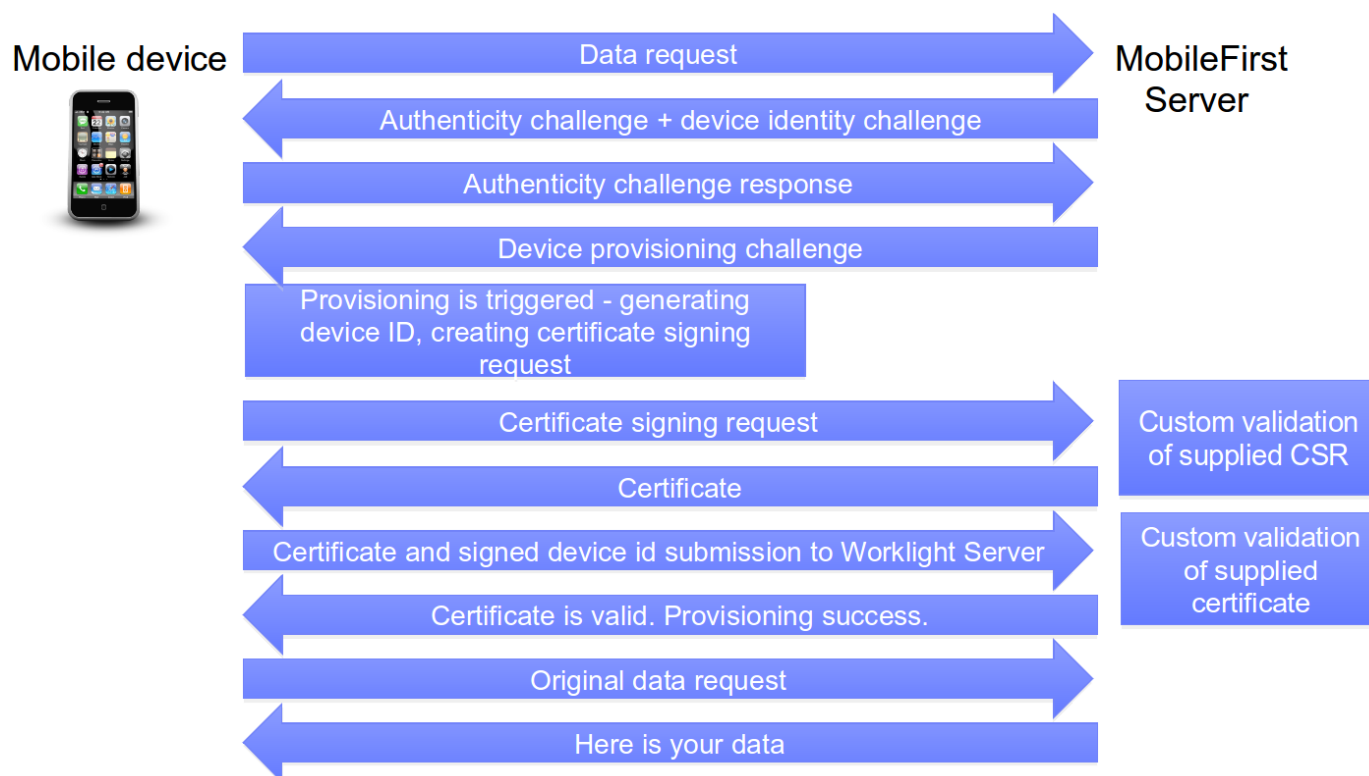 Mobile device
Data request
MobileFirst
Server
Authenticity challenge + device identity challenge
Authenticity challenge response
Device provisioning challenge
Provisioning is triggered - generating
device ID, creating certificate signing
request
Certificate signing request
Custom validation
of supplied CSR
Certificate
Certificate and signed device id submission to Worklight Server
Custom validation
of supplied
certificate
Certificate is valid. Provisioning success.
Original data request
Here is your data